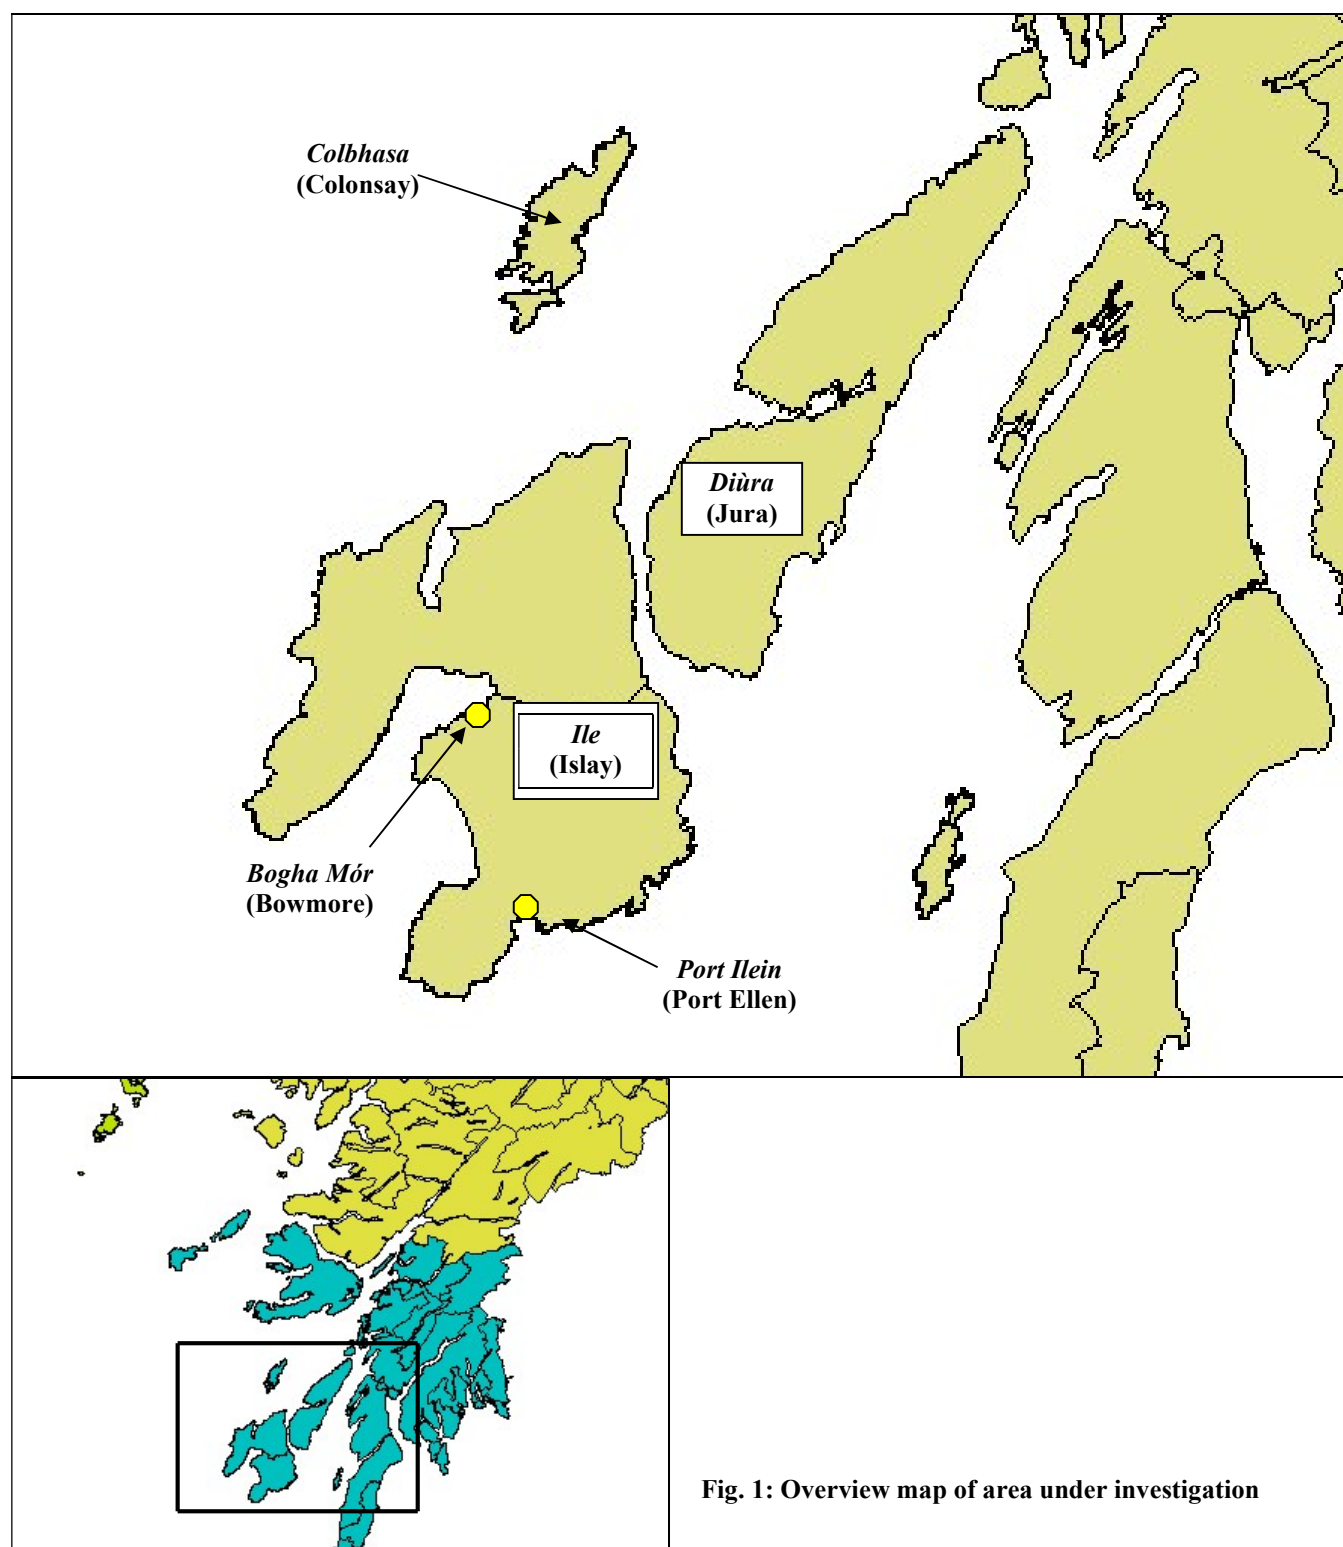 Colbhasa
(Colonsay)
Diùra
(Jura)
Ile
(Islay)
Bogha Mór
(Bowmore)
Port Ilein
(Port Ellen)
Fig. 1: Overview map of area under investigation